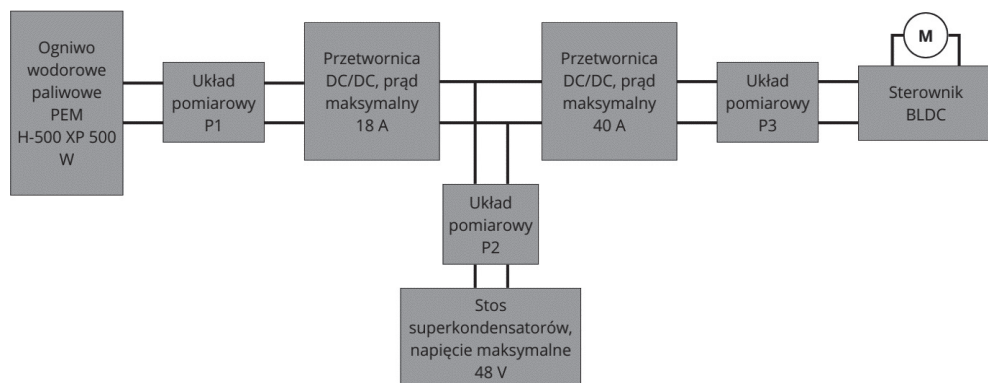 Ogniwo
wodorowe
paliwowe
PEM
H-500 XP 500
W
Układ
pomiarowy
P1
Przetwornica
DC/DC, prąd
maksymalny
18 A
Przetwornica
DC/DC, prąd
maksymalny
40 A
Układ
pomiarowy
P3
M
Sterownik
BLDC
Układ
pomiarowy
P2
Stos
superkondensatorów,
napięcie maksymalne
48 V